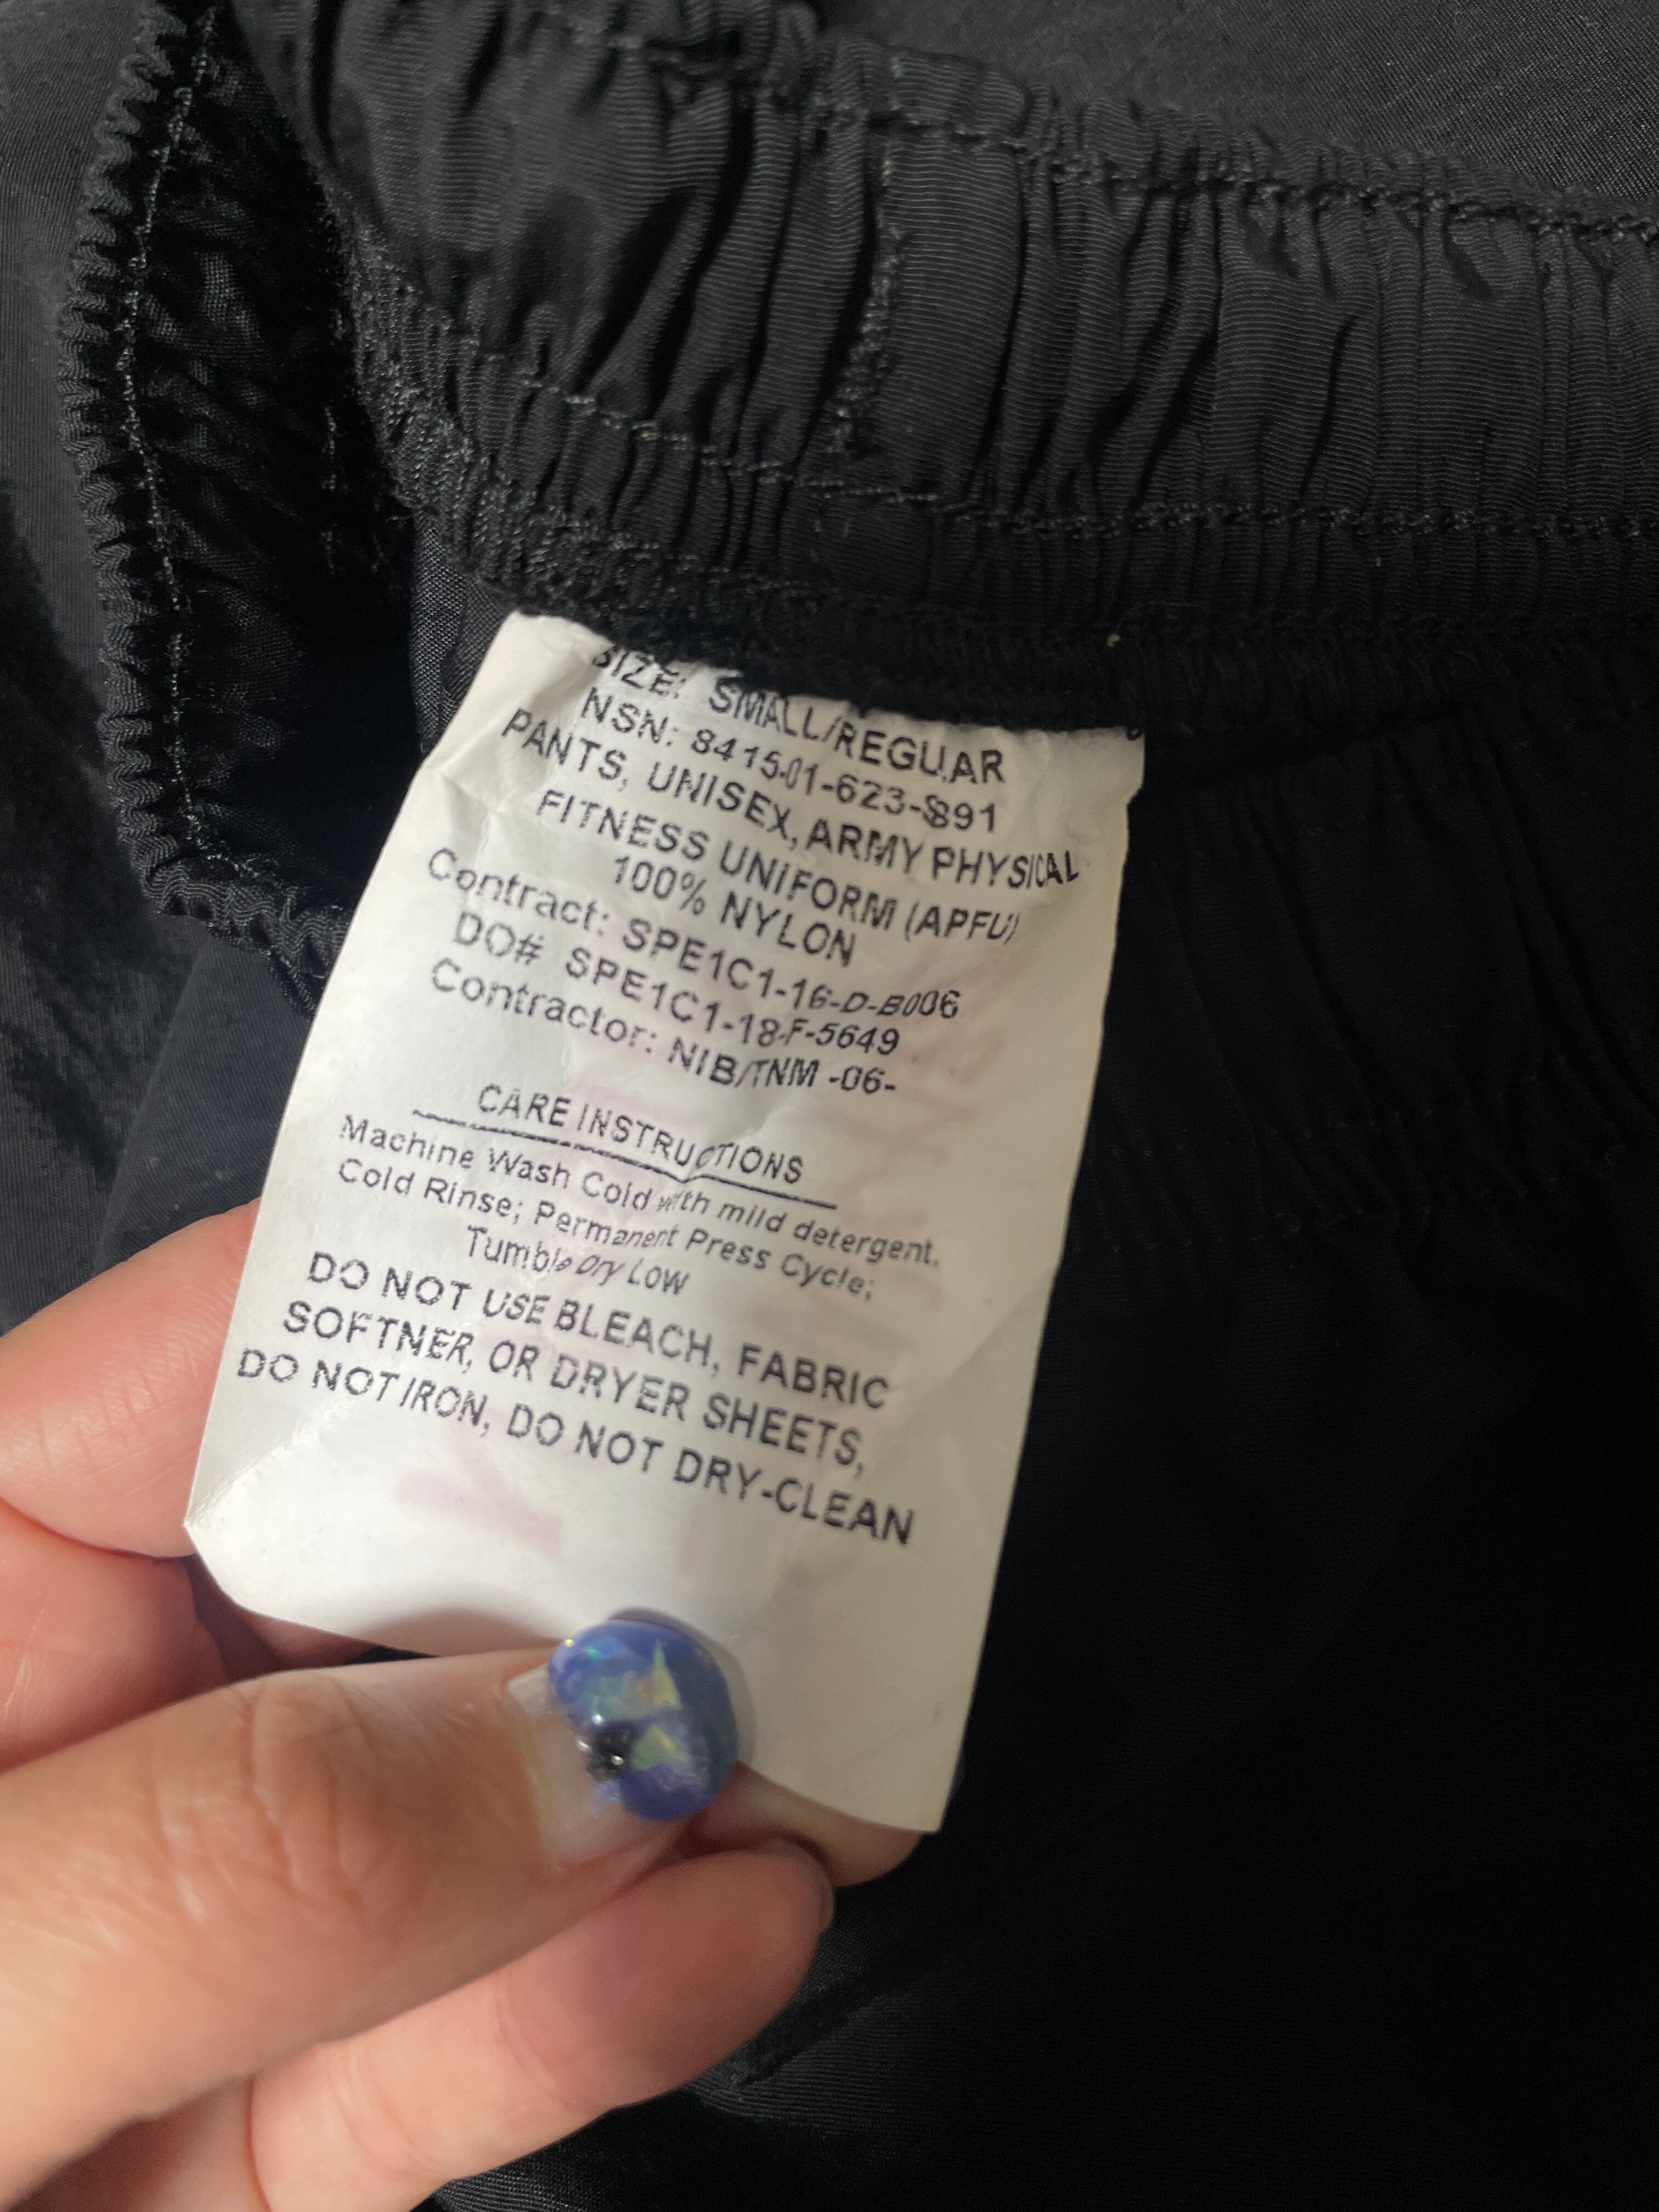 SIZE: SMALL/REGUAR
NSN: 8415-01-623-8891
PANTS, UNISEX, ARMY PHYSICAL
FITNESS UNIFORM (APFU)
100% NYLON
Contract: SPE1C1-16-D-B006
DO# SPE1C1-18-F-5649
Contractor: NIB/TNM -06-
CARE INSTRUCTIONS
Machine Wash Cold with mild detergent.
Cold Rinse; Permanent Press Cycle;
Tumble Dry Low
DO NOT USE BLEACH, FABRIC
SOFTNER, OR DRYER SHEETS,
DO NOT IRON, DO NOT DRY-CLEAN